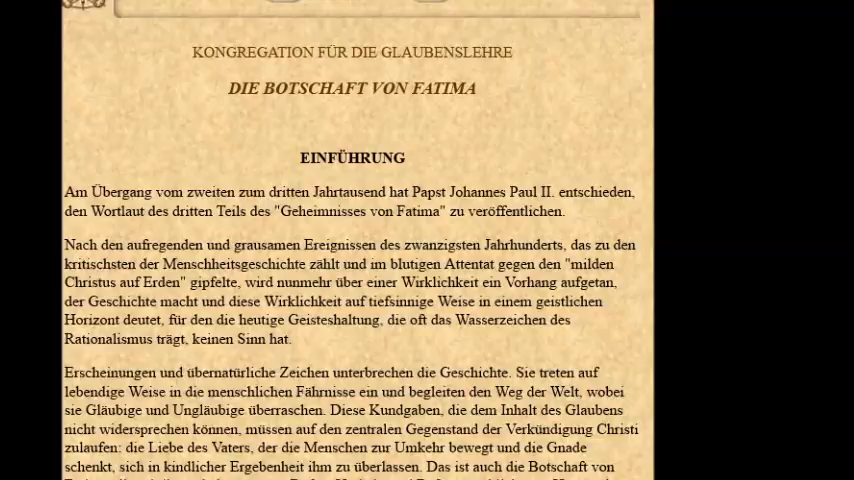 KONGREGATION FÜR DIE GLAUBENSLEHRE
DIE BOTSCHAFT VON FATIMA
EINFÜHRUNG
Am Übergang vom zweiten zum dritten Jahrtausend hat Papst Johannes Paul II. entschieden,
den Wortlaut des dritten Teils des "Geheimnisses von Fatima" zu veröffentlichen.
Nach den aufregenden und grausamen Ereignissen des zwanzigsten Jahrhunderts, das zu den
kritischsten der Menschheitsgeschichte zählt und im blutigen Attentat gegen den "milden
Christus auf Erden" gipfelte, wird nunmehr über einer Wirklichkeit ein Vorhang aufgetan,
der Geschichte macht und diese Wirklichkeit auf tiefsinnige Weise in einem geistlichen
Horizont deutet, für den die heutige Geisteshaltung, die oft das Wasserzeichen des
Rationalismus trägt, keinen Sinn hat.
Erscheinungen und übernatürliche Zeichen unterbrechen die Geschichte. Sie treten auf
lebendige Weise in die menschlichen Fährnisse ein und begleiten den Weg der Welt, wobei
sie Gläubige und Ungläubige überraschen. Diese Kundgaben, die dem Inhalt des Glaubens
nicht widersprechen können, müssen auf den zentralen Gegenstand der Verkündigung Christi
zulaufen: die Liebe des Vaters, der die Menschen zur Umkehr bewegt und die Gnade
schenkt, sich in kindlicher Ergebenheit ihm zu überlassen. Das ist auch die Botschaft von